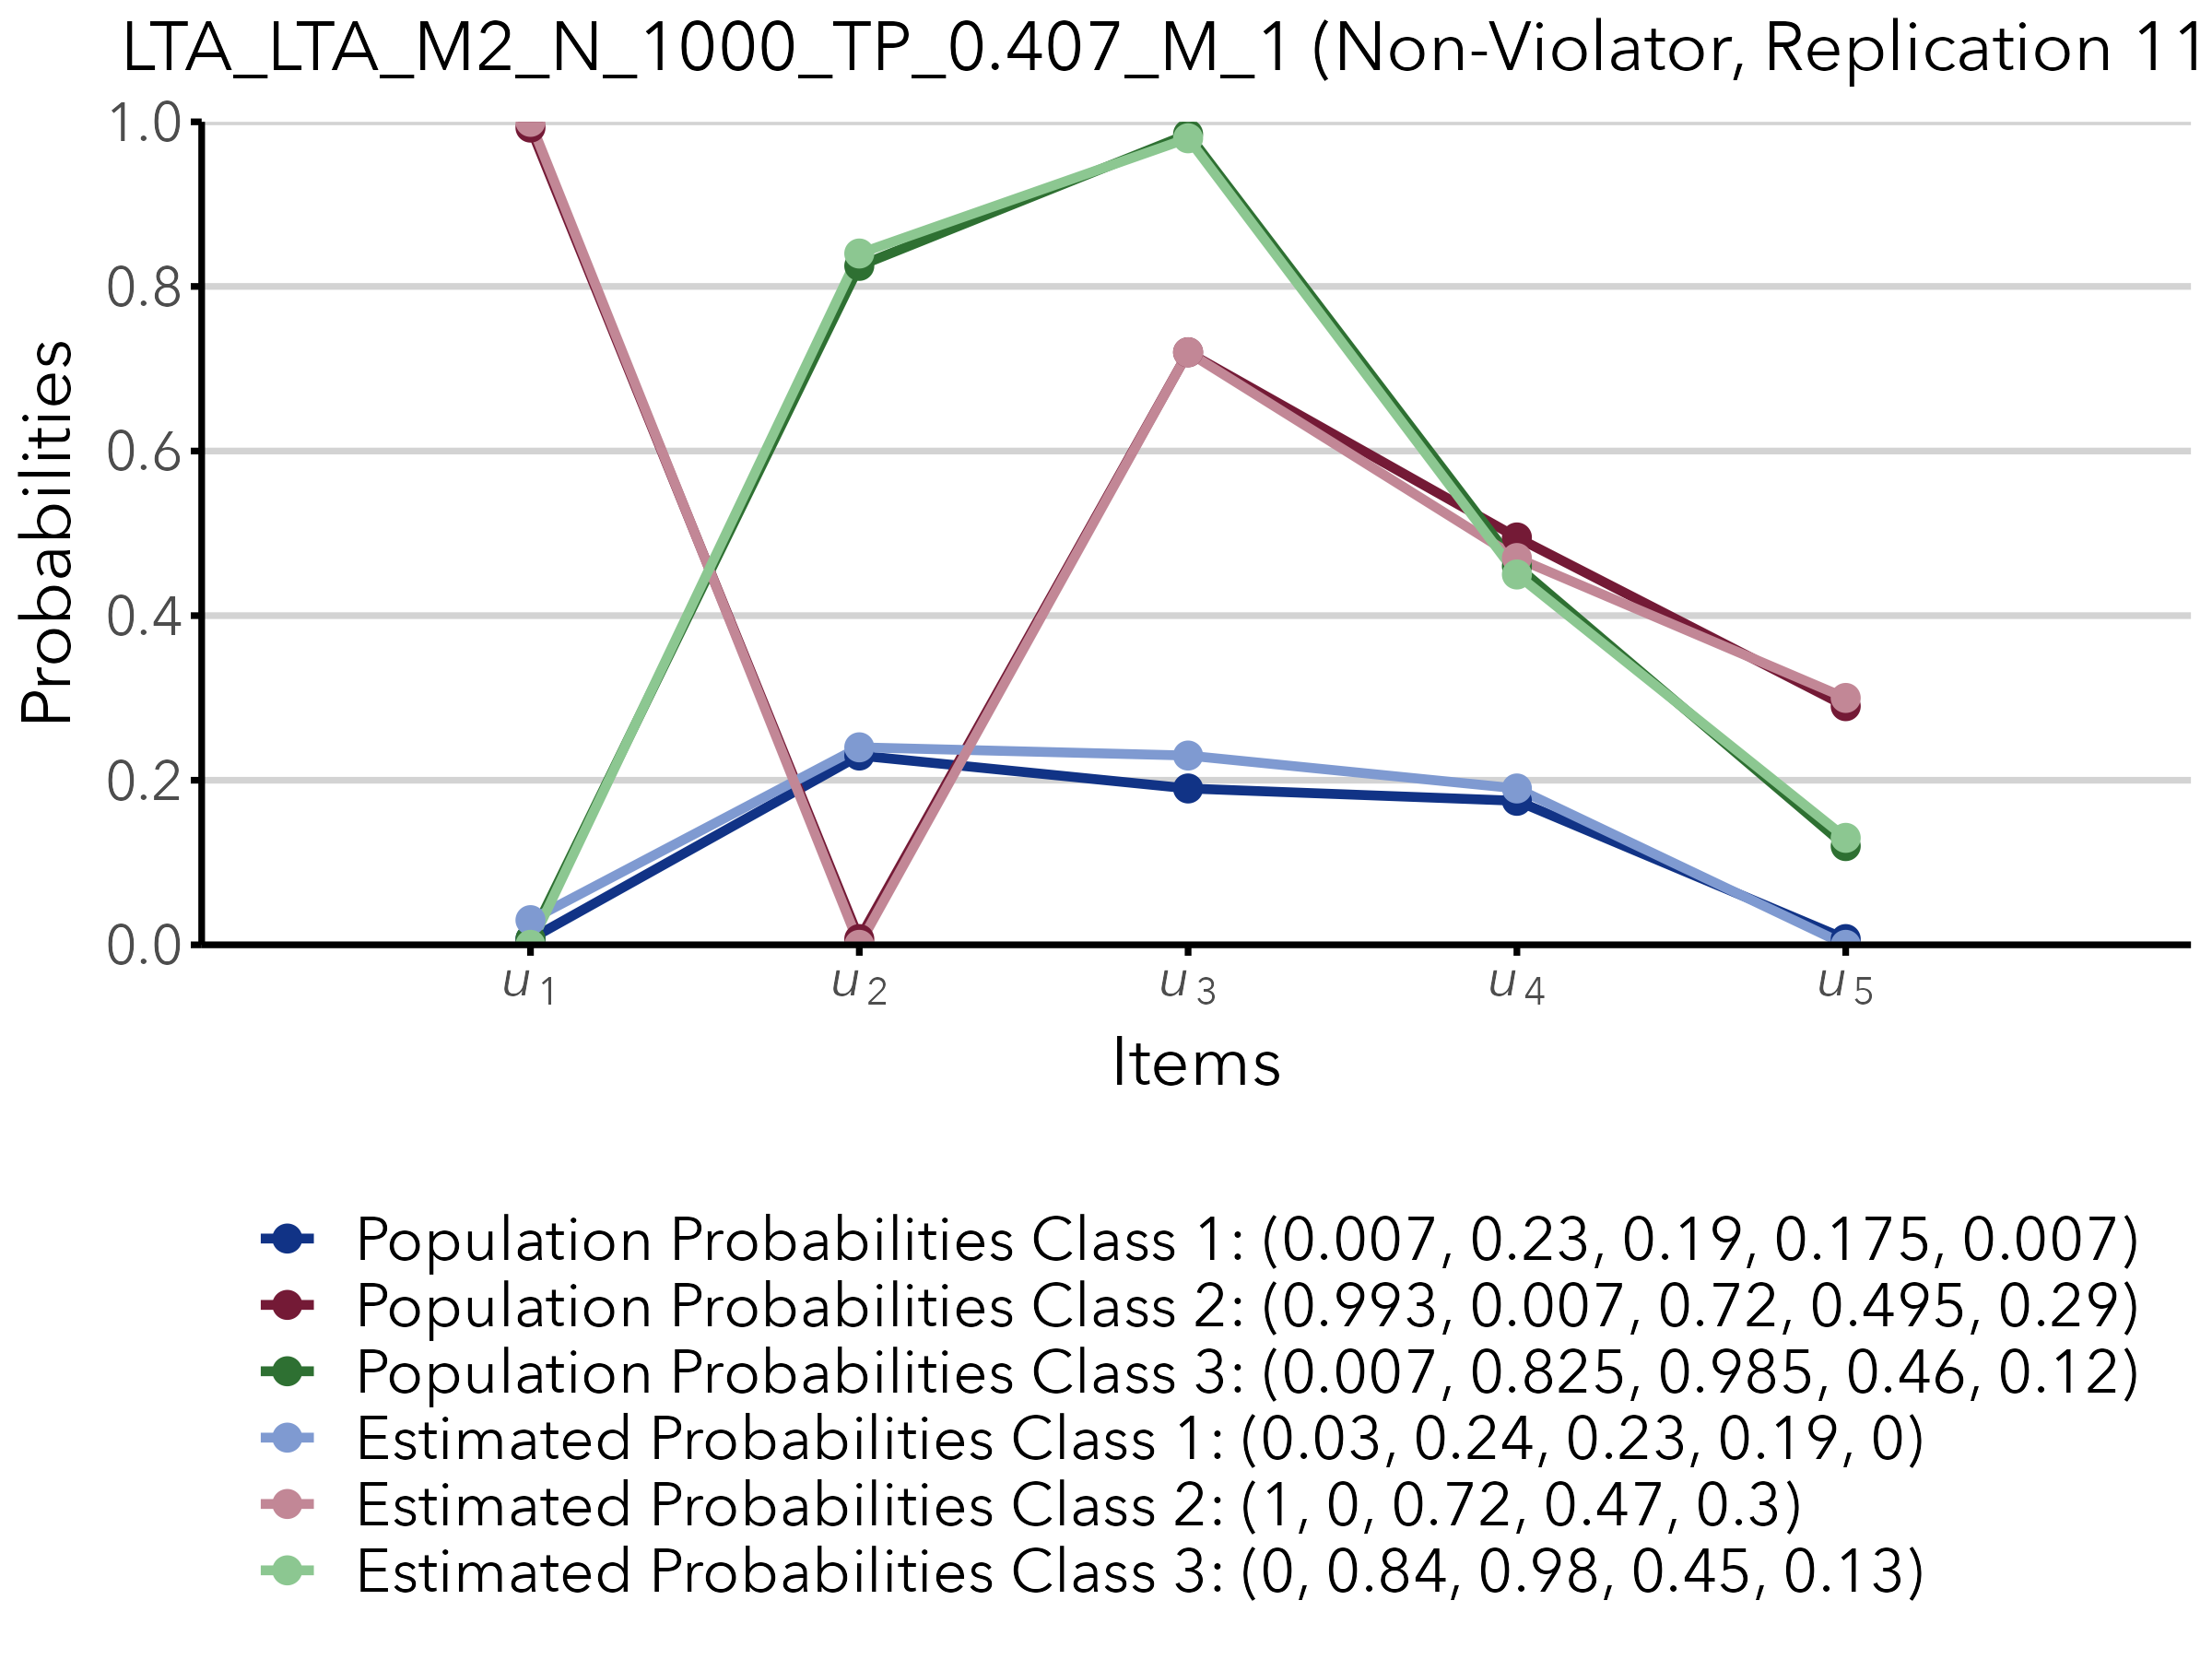 LTA_LTA_M2_N_1000_TP_0.407_M_1 (Non-Violator, Replication 11
Probabilities
1.0
0.8
0.6
0.4
0.2
0.0
u1 u2 u3 u4 u5
Items
Population Probabilities Class 1: (0.007, 0.23, 0.19, 0.175, 0.007)
Population Probabilities Class 2: (0.993, 0.007, 0.72, 0.495, 0.29)
Population Probabilities Class 3: (0.007, 0.825, 0.985, 0.46, 0.12)
Estimated Probabilities Class 1: (0.03, 0.24, 0.23, 0.19, 0)
Estimated Probabilities Class 2: (1, 0, 0.72, 0.47, 0.3)
Estimated Probabilities Class 3: (0, 0.84, 0.98, 0.45, 0.13)